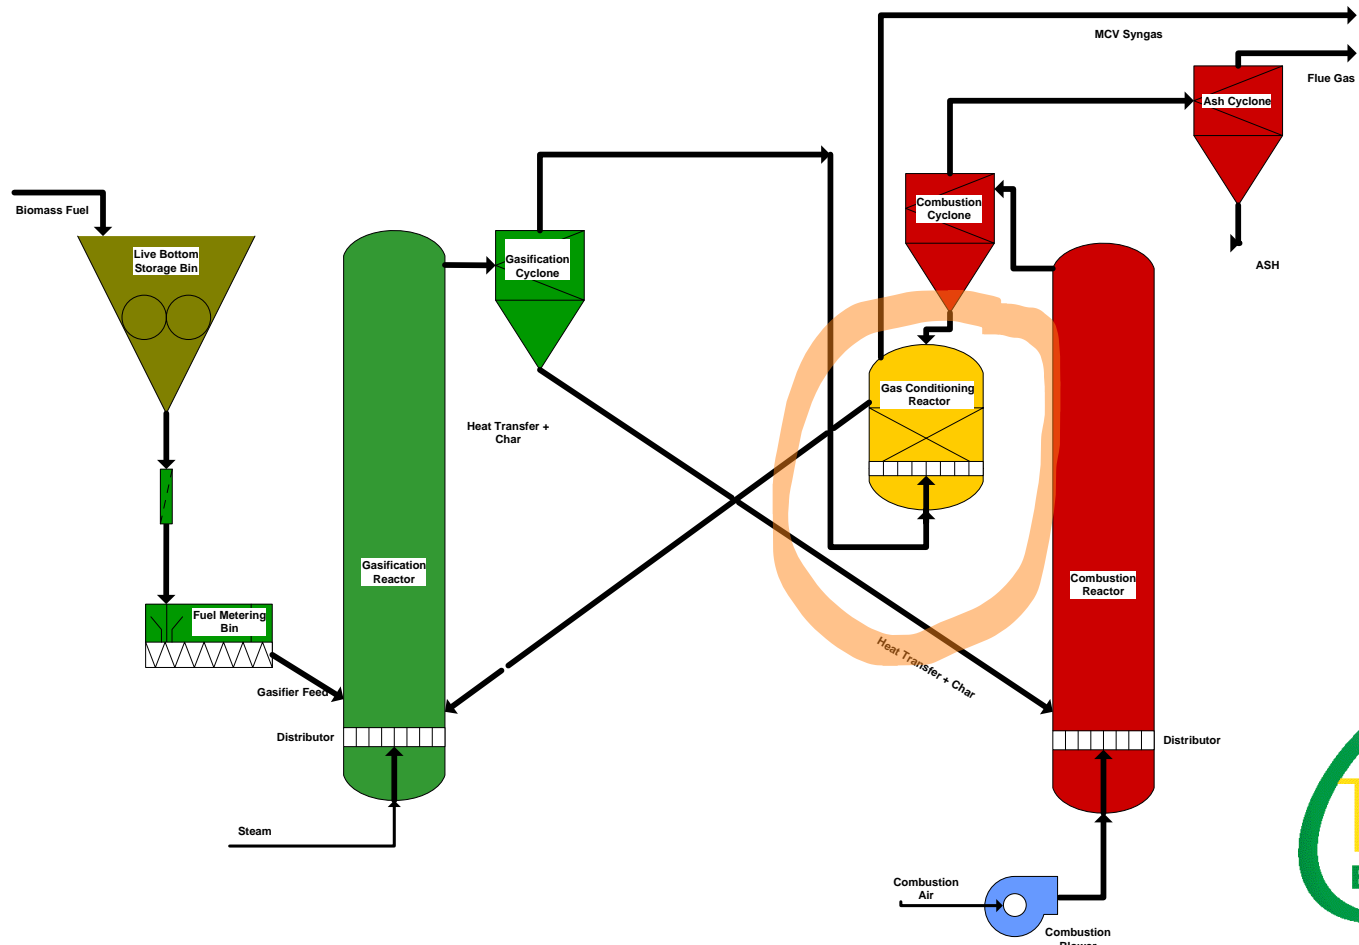 MCV Syngas
Flue Gas
Ash Cyclone
Biomass Fuel
Combustion
Cyclone
Live Bottom
Storage Bin
Gasification
Cyclone
ASH
Gas Conditioning
Reactor
Heat Transfer +
Char
Gasification
Reactor
Combustion
Reactor
Fuel Metering
Bin
Heat Transfer + Char
Gasifier Feed
Distributor
Distributor
Steam
Combustion
Air
Combustion